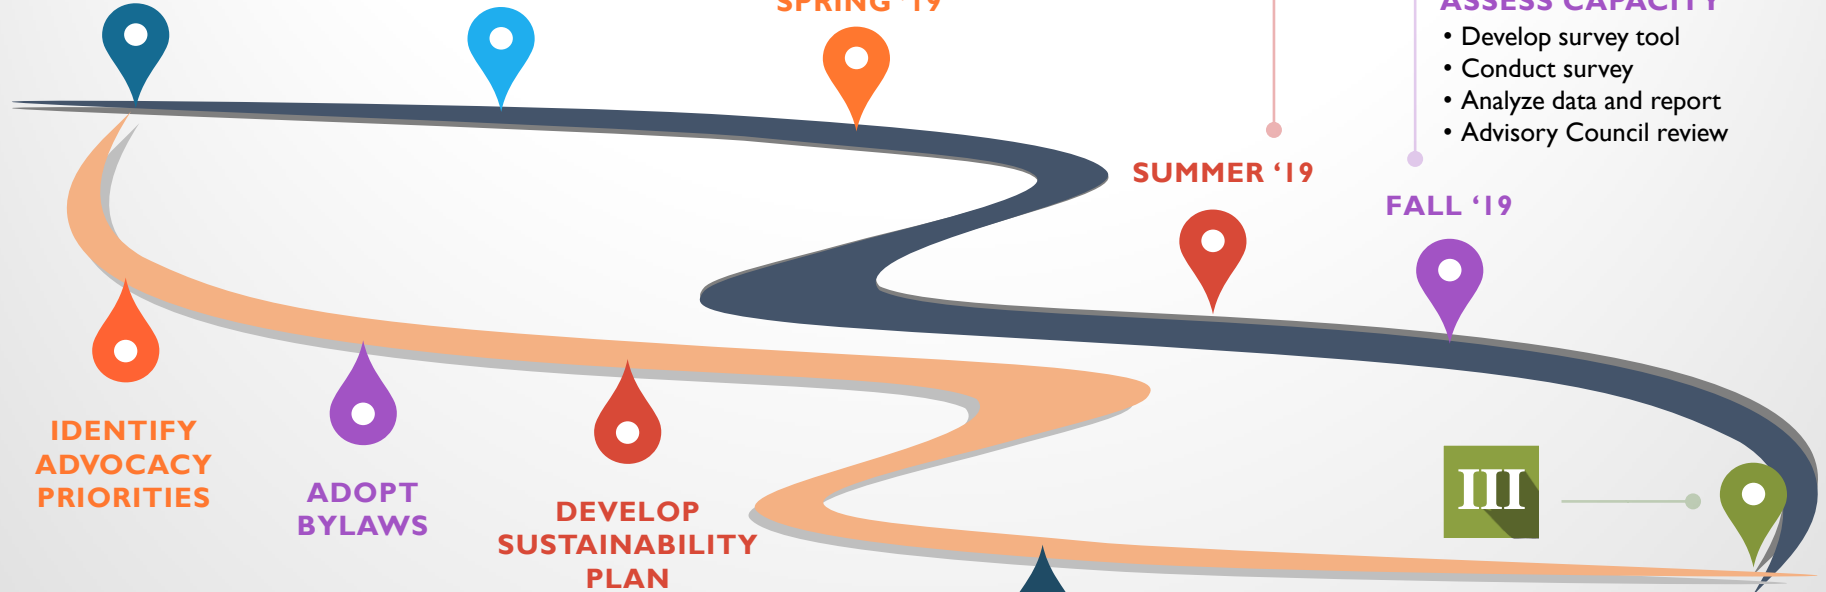 SPRING ‘19
ASSESS CAPACITY
• Develop survey tool
• Conduct survey
• Analyze data and report
• Advisory Council review
SUMMER ‘19
FALL ‘19
IDENTIFY
ADVOCACY
PRIORITIES
ADOPT
BYLAWS
DEVELOP
SUSTAINABILITY
PLAN
III